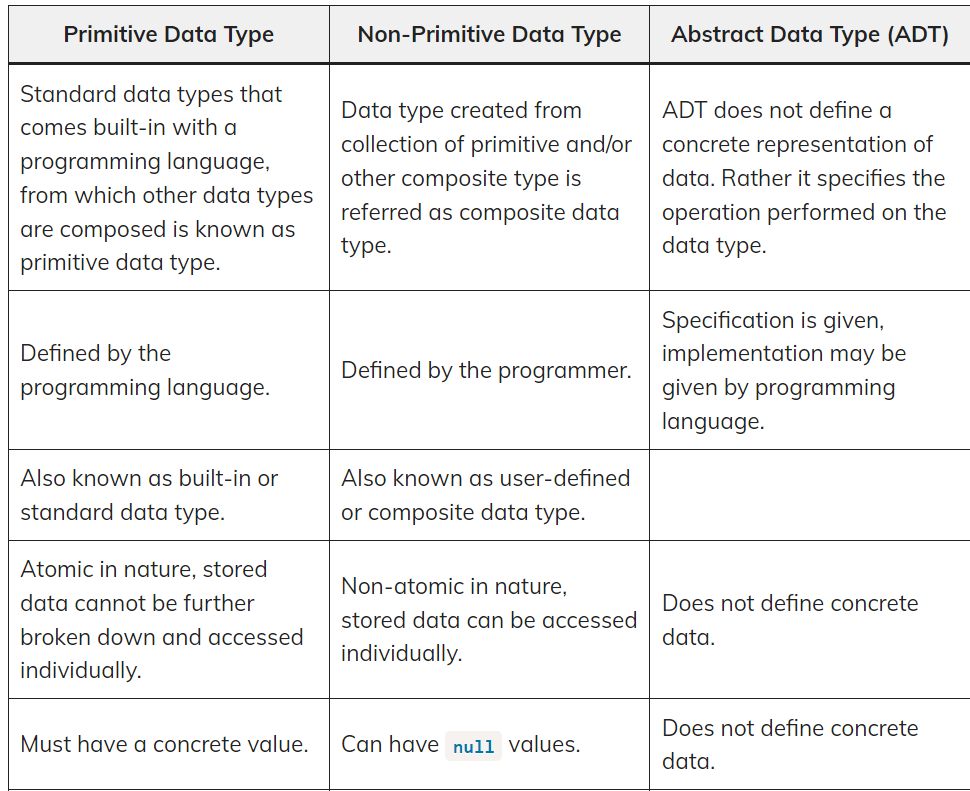 Primitive Data Type
Non-Primitive Data Type
Abstract Data Type (ADT)
Standard data types that
comes built-in with a
programming language,
from which other data types
are composed is known as
primitive data type.
Data type created from
collection of primitive and/or
other composite type is
referred as composite data
type.
ADT does not define a
concrete representation of
data. Rather it specifies the
operation performed on the
data type.
Defined by the
programming language.
Defined by the programmer.
Specification is given,
implementation may be
given by programming
language.
Also known as built-in or
standard data type.
Also known as user-defined
or composite data type.
Atomic in nature, stored
data cannot be further
broken down and accessed
individually.
Non-atomic in nature,
stored data can be accessed
individually.
Does not define concrete
data.
Must have a concrete value.
Can have null values.
Does not define concrete
data.